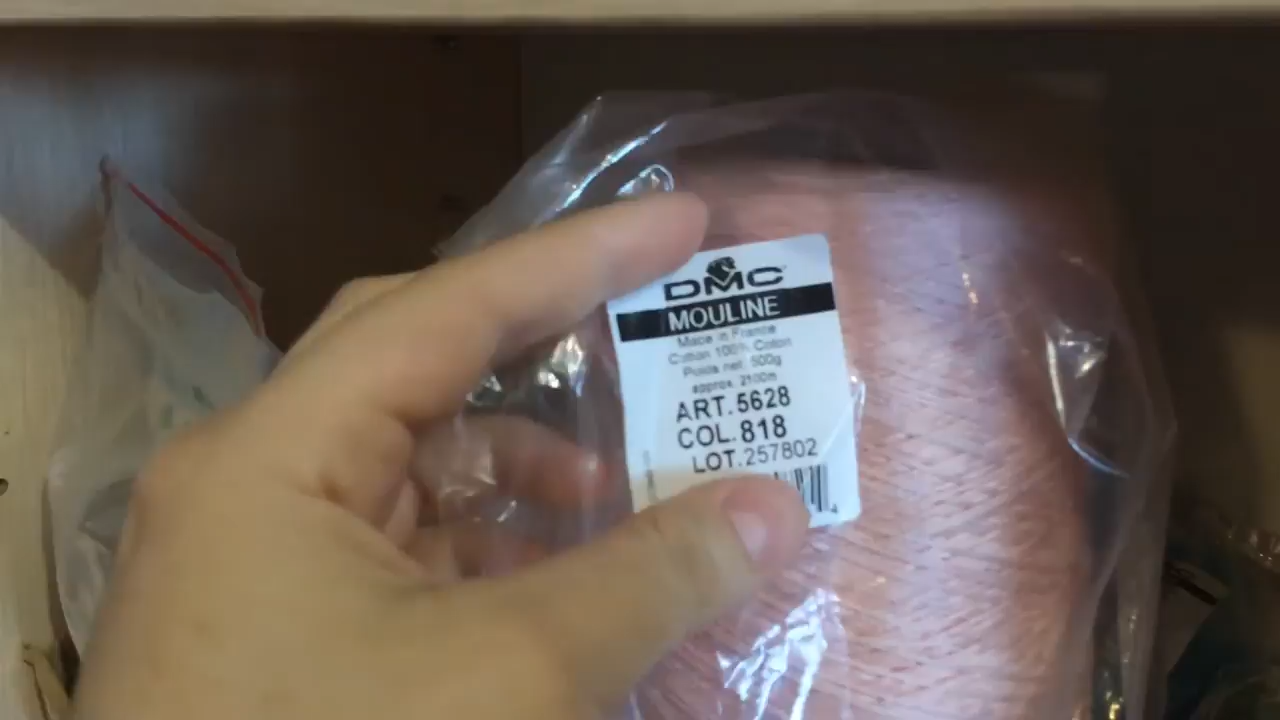 DMC
MOULINE
Made in France
Cotton 100% Coton
Poids net: 500g
approx. 2100m
ART.5628
COL.818
LOT.257802
4